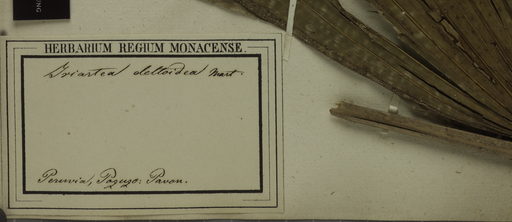 HERBARIUM REGIUM MONACENSE.
Iriartea deltoidea Mart.
Peruvia, Pozuzo: Pavon.